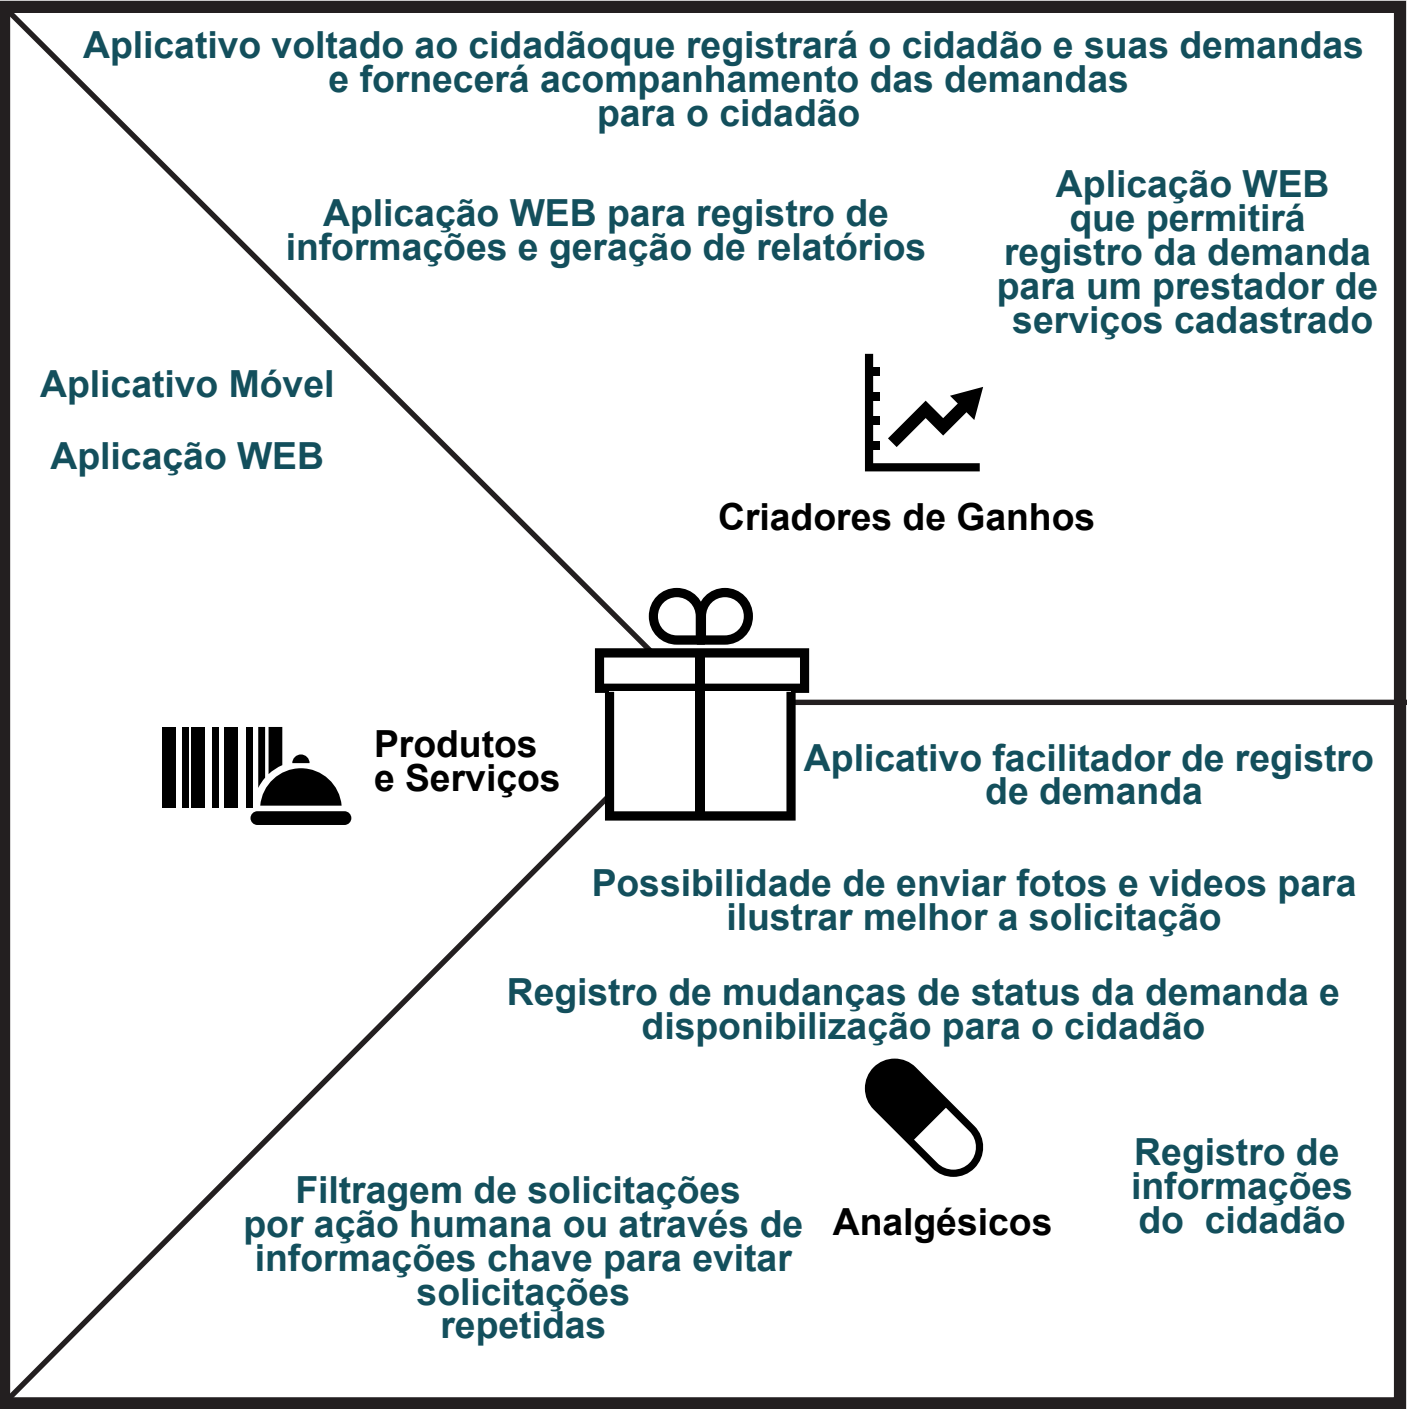 Aplicativo voltado ao cidadãoque registrará o cidadão e suas demandas
e fornecerá acompanhamento das demandas
para o cidadão
Aplicação WEB para registro de
informações e geração de relatórios
Aplicação WEB
que permitirá
registro da demanda
para um prestador de
serviços cadastrado
Criadores de Ganhos
Aplicativo Móvel
Aplicação WEB
Produtos
e Serviços
Aplicativo facilitador de registro
de demanda
Possibilidade de enviar fotos e videos para
ilustrar melhor a solicitação
Registro de mudanças de status da demanda e
disponibilização para o cidadão
Filtragem de solicitações
por ação humana ou através de
informações chave para evitar
solicitações
repetidas
Analgésicos
Registro de
informações
do  cidadão